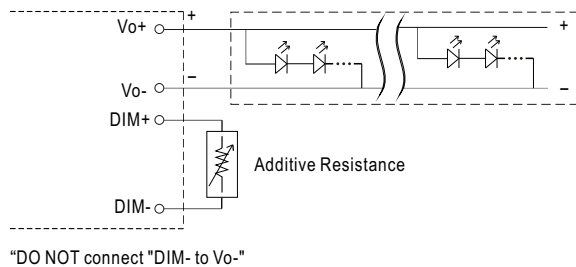 Vo+
+
+
Vo-
−
−
DIM+
Additive Resistance
DIM-
“DO NOT connect "DIM- to Vo-"